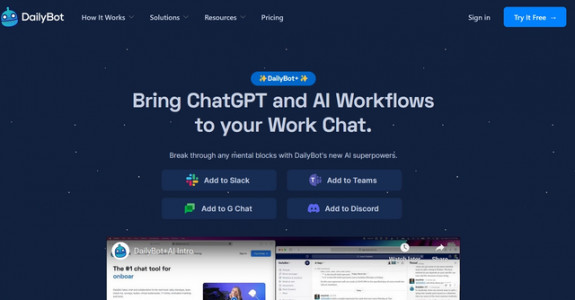 DailyBot
How It Works
Solutions
Resources
Pricing
Sign in
Try It Free →
✨DailyBot+✨
Bring ChatGPT and AI Workflows
to your Work Chat.
Break through any mental blocks with DailyBot's new AI superpowers.
Add to Slack
Add to Teams
Add to G Chat
Add to Discord
DailyBot+AI Intro
Watch later
Share
The #1 chat tool for
onboar